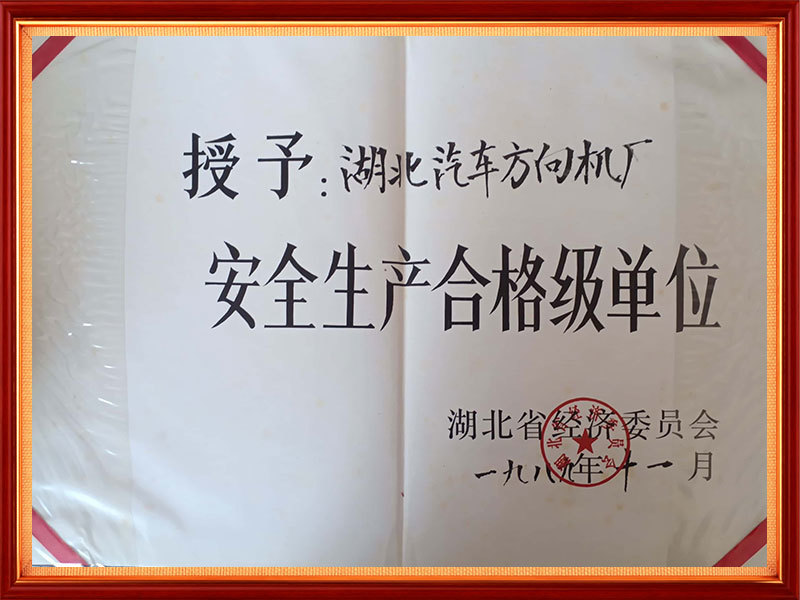 授予：湖北汽车方向机厂
安全生产合格级单位
湖北省经济委员会
一九八九年十一月